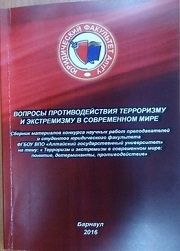 ЮРИДИЧЕСКИЙ ФАКУЛЬТЕТ АЛТГУ
ВОПРОСЫ ПРОТИВОДЕЙСТВИЯ ТЕРРОРИЗМУ
И ЭКСТРЕМИЗМУ В СОВРЕМЕННОМ МИРЕ
Сборник материалов конкурса научных работ преподавателей
и студентов юридического факультета
ФГБОУ ВПО «Алтайский государственный университет»
на тему: « Терроризм и экстремизм в современном мире:
понятие, детерминанты, противодействие»
Барнаул
2016